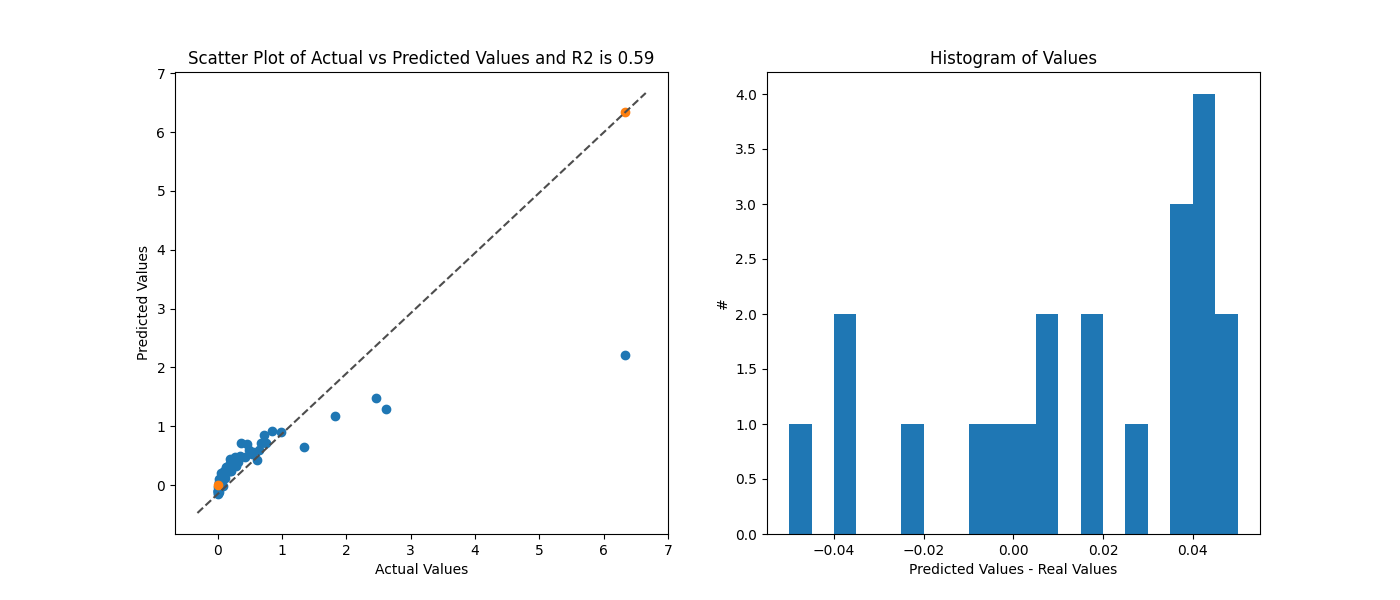 Scatter Plot of Actual vs Predicted Values and R2 is 0.59
7
6
5
4
3
2
1
0
Predicted Values
0 1 2 3 4 5 6 7
Actual Values
Histogram of Values
4.0
3.5
3.0
2.5
2.0
1.5
1.0
0.5
0.0
#
−0.04 −0.02 0.00 0.02 0.04
Predicted Values - Real Values